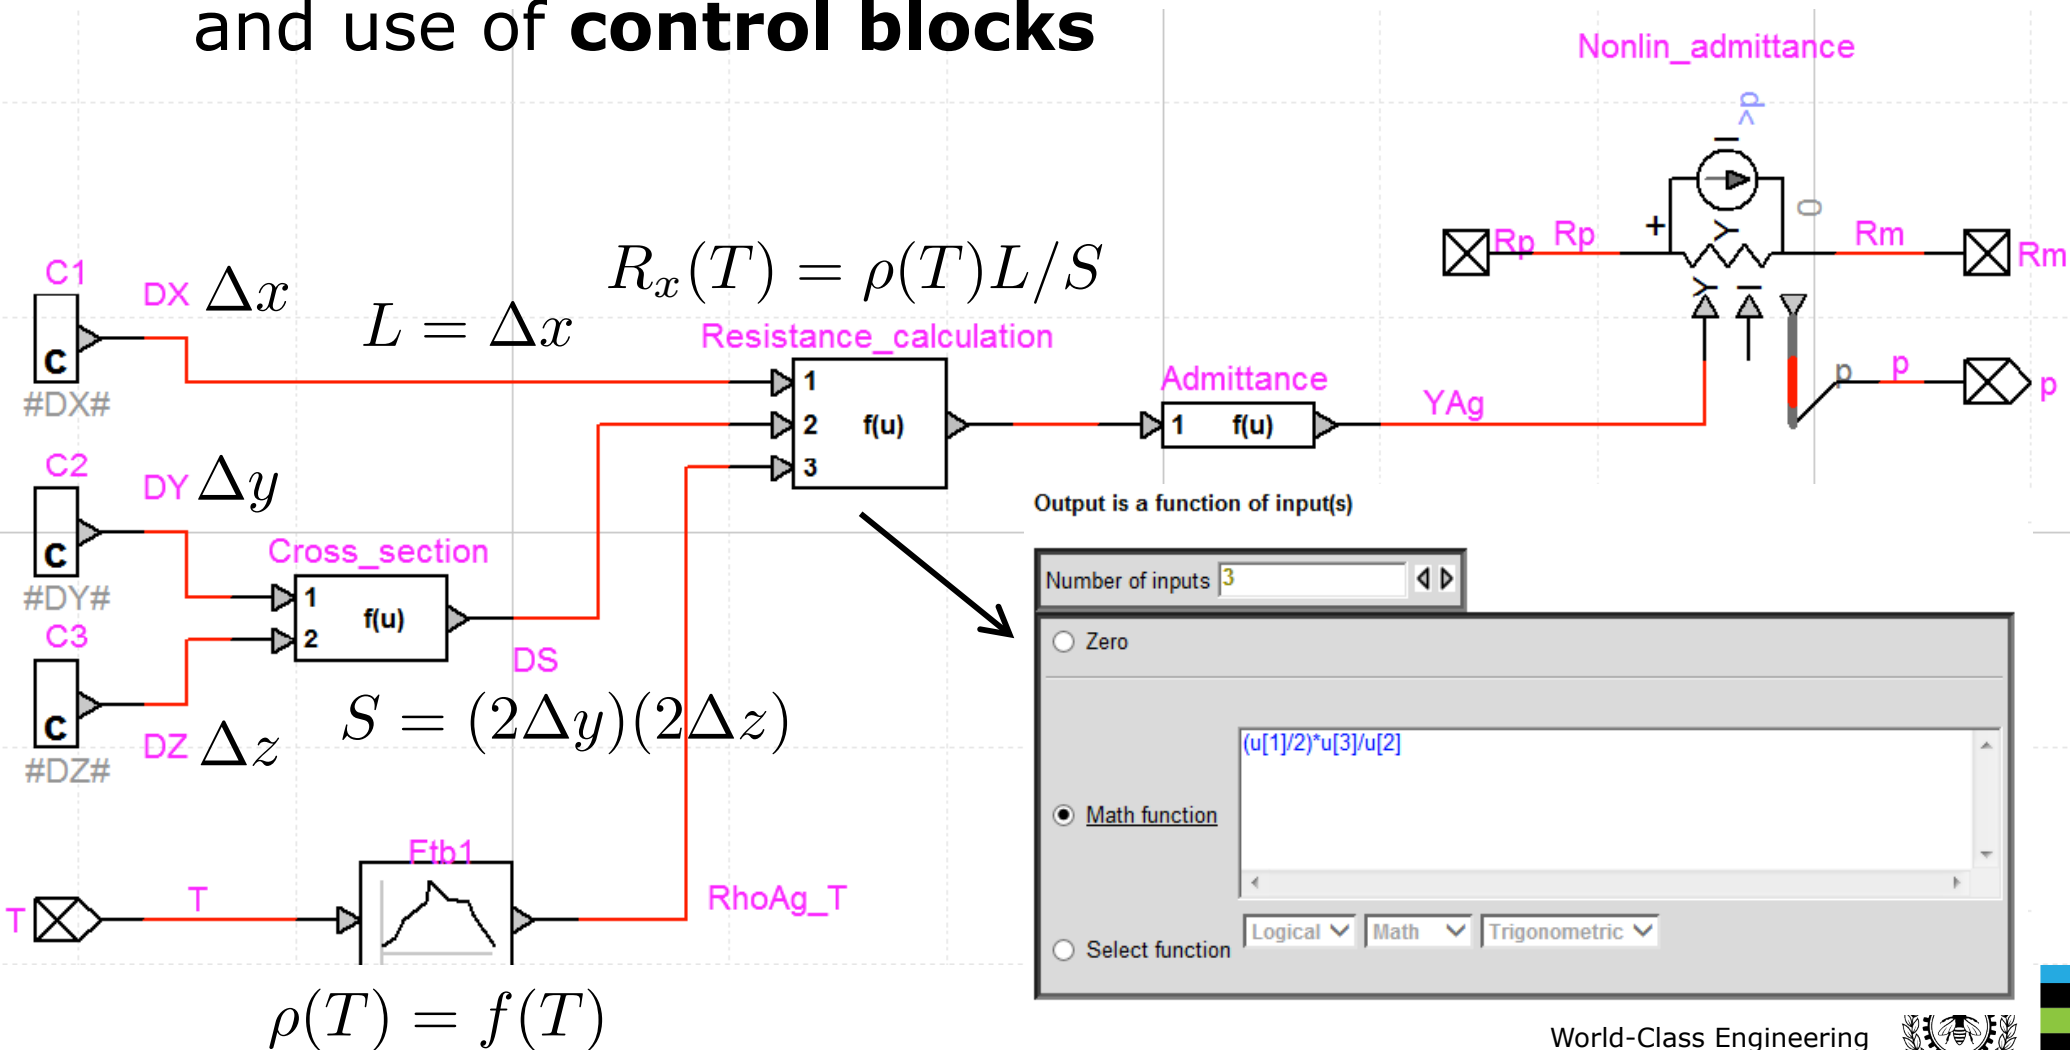 and use of control blocks
Nonlin_admittance
>p
I
+
Y
0
Rp
Rp
Rm
Rm
Y
I
p
p
p
C1
C
#DX#
DX Δx
L = Δx
R_x(T) = ρ(T)L/S
Resistance_calculation
1
2 f(u)
3
Admittance
1 f(u)
YAg
C2
C
#DY#
DY Δy
Cross_section
1
f(u)
2
DS
C3
C
#DZ#
DZ Δz
S = (2Δy)(2Δz)
Ftb1
T
T
RhoAg_T
ρ(T) = f(T)
Output is a function of input(s)
Number of inputs 3
Zero
(u[1]/2)*u[3]/u[2]
Math function
Select function
Logical
Math
Trigonometric
World-Class Engineering